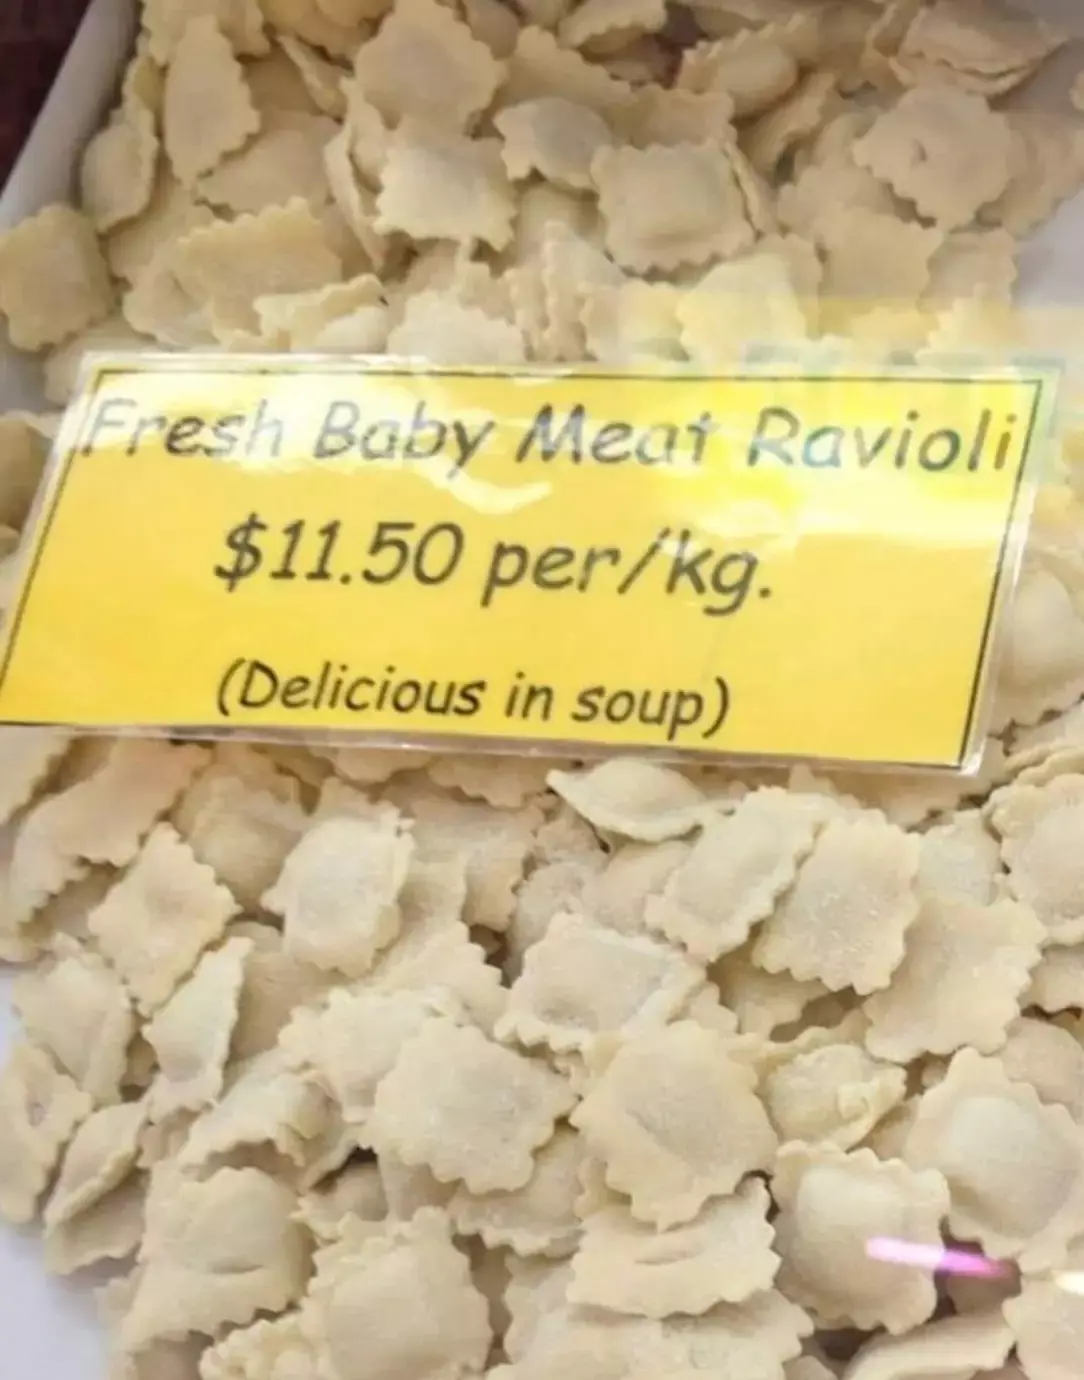 Fresh Baby Meat Ravioli
$11.50 per/kg.
(Delicious in soup)